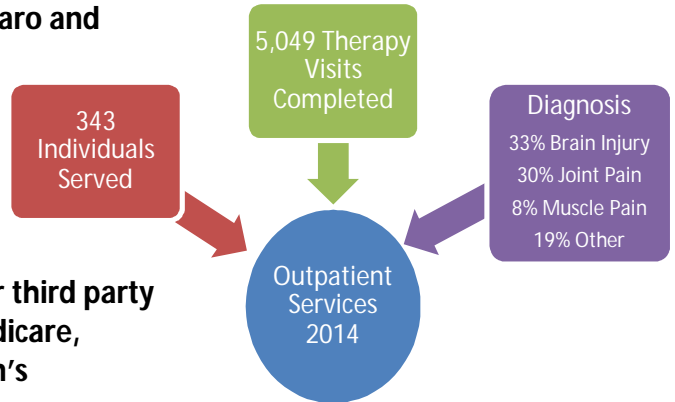 aro and
5,049 Therapy
Visits
Completed
343
Individuals
Served
Diagnosis
33% Brain Injury
30% Joint Pain
8% Muscle Pain
19% Other
Outpatient
Services
2014
third party
dicare,
n's